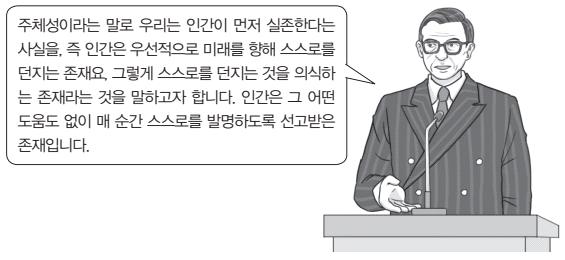 주체성이라는 말로 우리는 인간이 먼저 실존한다는
사실을, 즉 인간은 우선적으로 미래를 향해 스스로를
던지는 존재요, 그렇게 스스로를 던지는 것을 의식하
는 존재라는 것을 말하고자 합니다. 인간은 그 어떤
도움도 없이 매 순간 스스로를 발명하도록 선고받은
존재입니다.